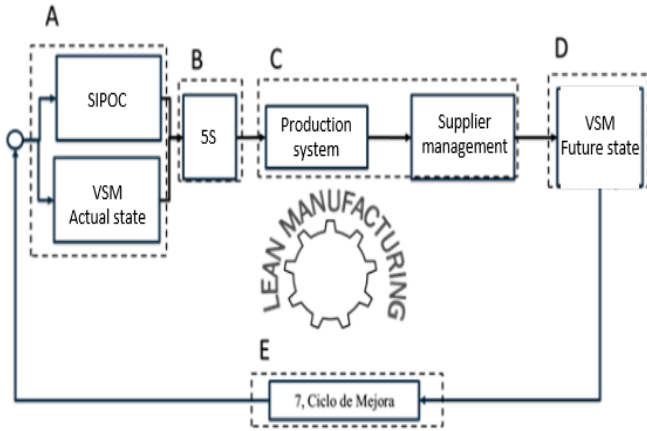 A
B
C
D
SIPOC
VSM
Actual state
5S
Production
system
Supplier
management
VSM
Future state
LEAN MANUFACTURING
E
7, Ciclo de Mejora